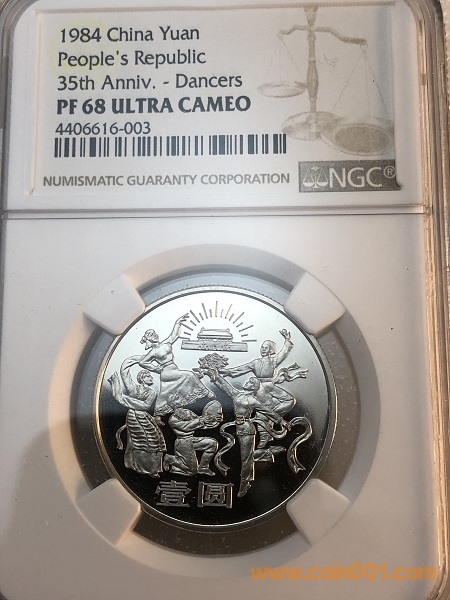 1984 China Yuan
People's Republic
35th Anniv. - Dancers
PF 68 ULTRA CAMEO
4406616-003
NUMISMATIC GUARANTY CORPORATION
NGC®
壹圆
www.coin001.com